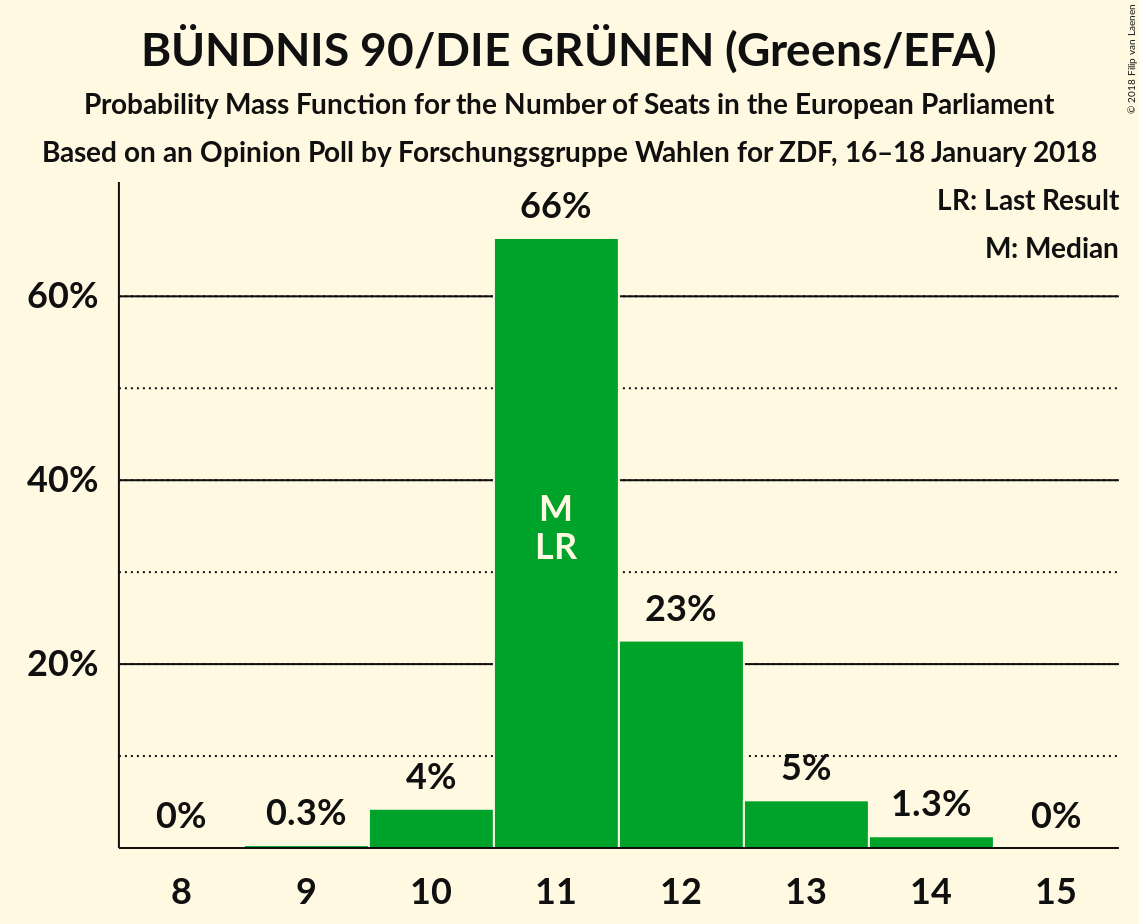 BÜNDNIS 90/DIE GRÜNEN (Greens/EFA)
Probability Mass Function for the Number of Seats in the European Parliament
Based on an Opinion Poll by Forschungsgruppe Wahlen for ZDF, 16–18 January 2018
© 2018 Filip van Laenen
LR: Last Result
M: Median
60%
40%
20%
0%
0.3%
4%
66%
23%
5%
1.3%
0%
M
LR
8 9 10 11 12 13 14 15